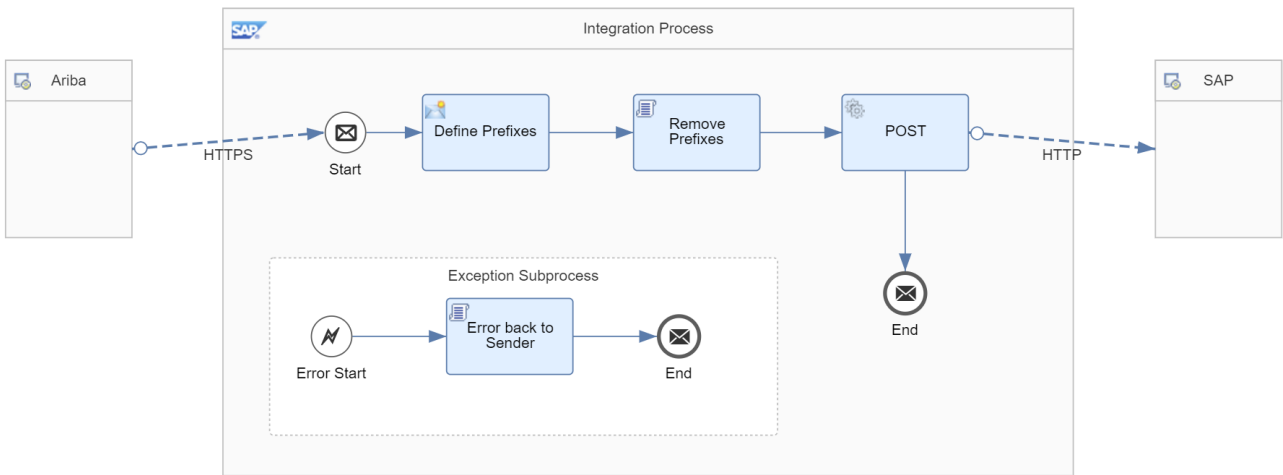 SAP
Integration Process
Ariba
SAP
Define Prefixes
Remove
Prefixes
POST
HTTPS
HTTP
Start
Exception Subprocess
Error back to
Sender
End
Error Start
End